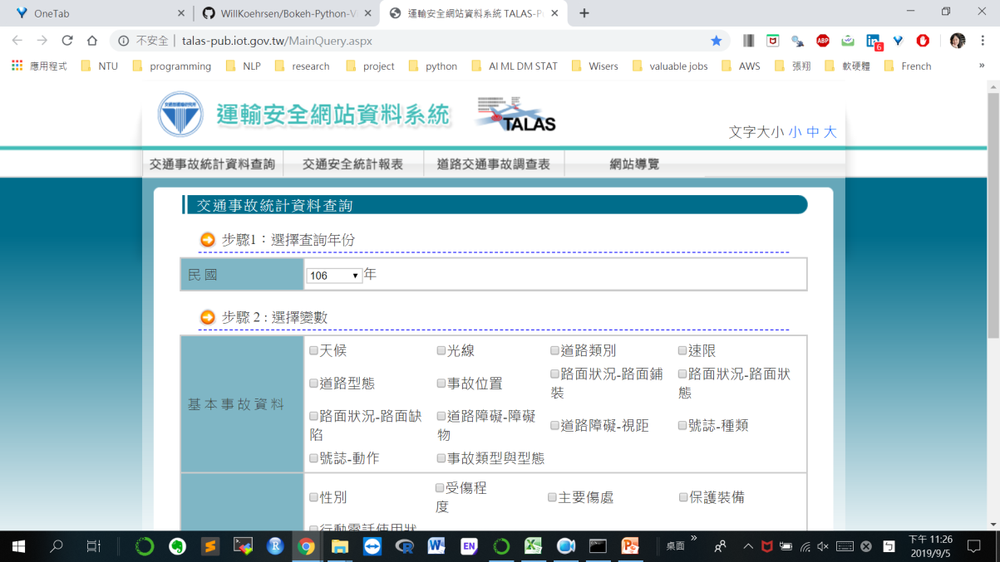 OneTab
WillKoehrsen/Bokeh-Python-Vi
運輸安全網站資料系統 TALAS-Pu
不安全 | talas-pub.iot.gov.tw/MainQuery.aspx
ABP
6
應用程式 NTU programming NLP research project python AI ML DM STAT Wisers valuable jobs AWS 張翔 軟硬體 French »
運輸安全網站資料系統 TALAS
文字大小 小 中 大
交通事故統計資料查詢 交通安全統計報表 道路交通事故調查表 網站導覽
交通事故統計資料查詢
步驟1：選擇查詢年份
民國 106 年
步驟 2 : 選擇變數
基本事故資料
天候 光線 道路類別 速限
道路型態 事故位置 路面狀況-路面鋪裝 路面狀況-路面狀態
路面狀況-路面缺陷 道路障礙-障礙物 道路障礙-視距 號誌-種類
號誌-動作 事故類型與型態
性別 受傷程度 主要傷處 保護裝備
行動電話使用狀
R
W
EN
桌面 »
下午 11:26
2019/9/5